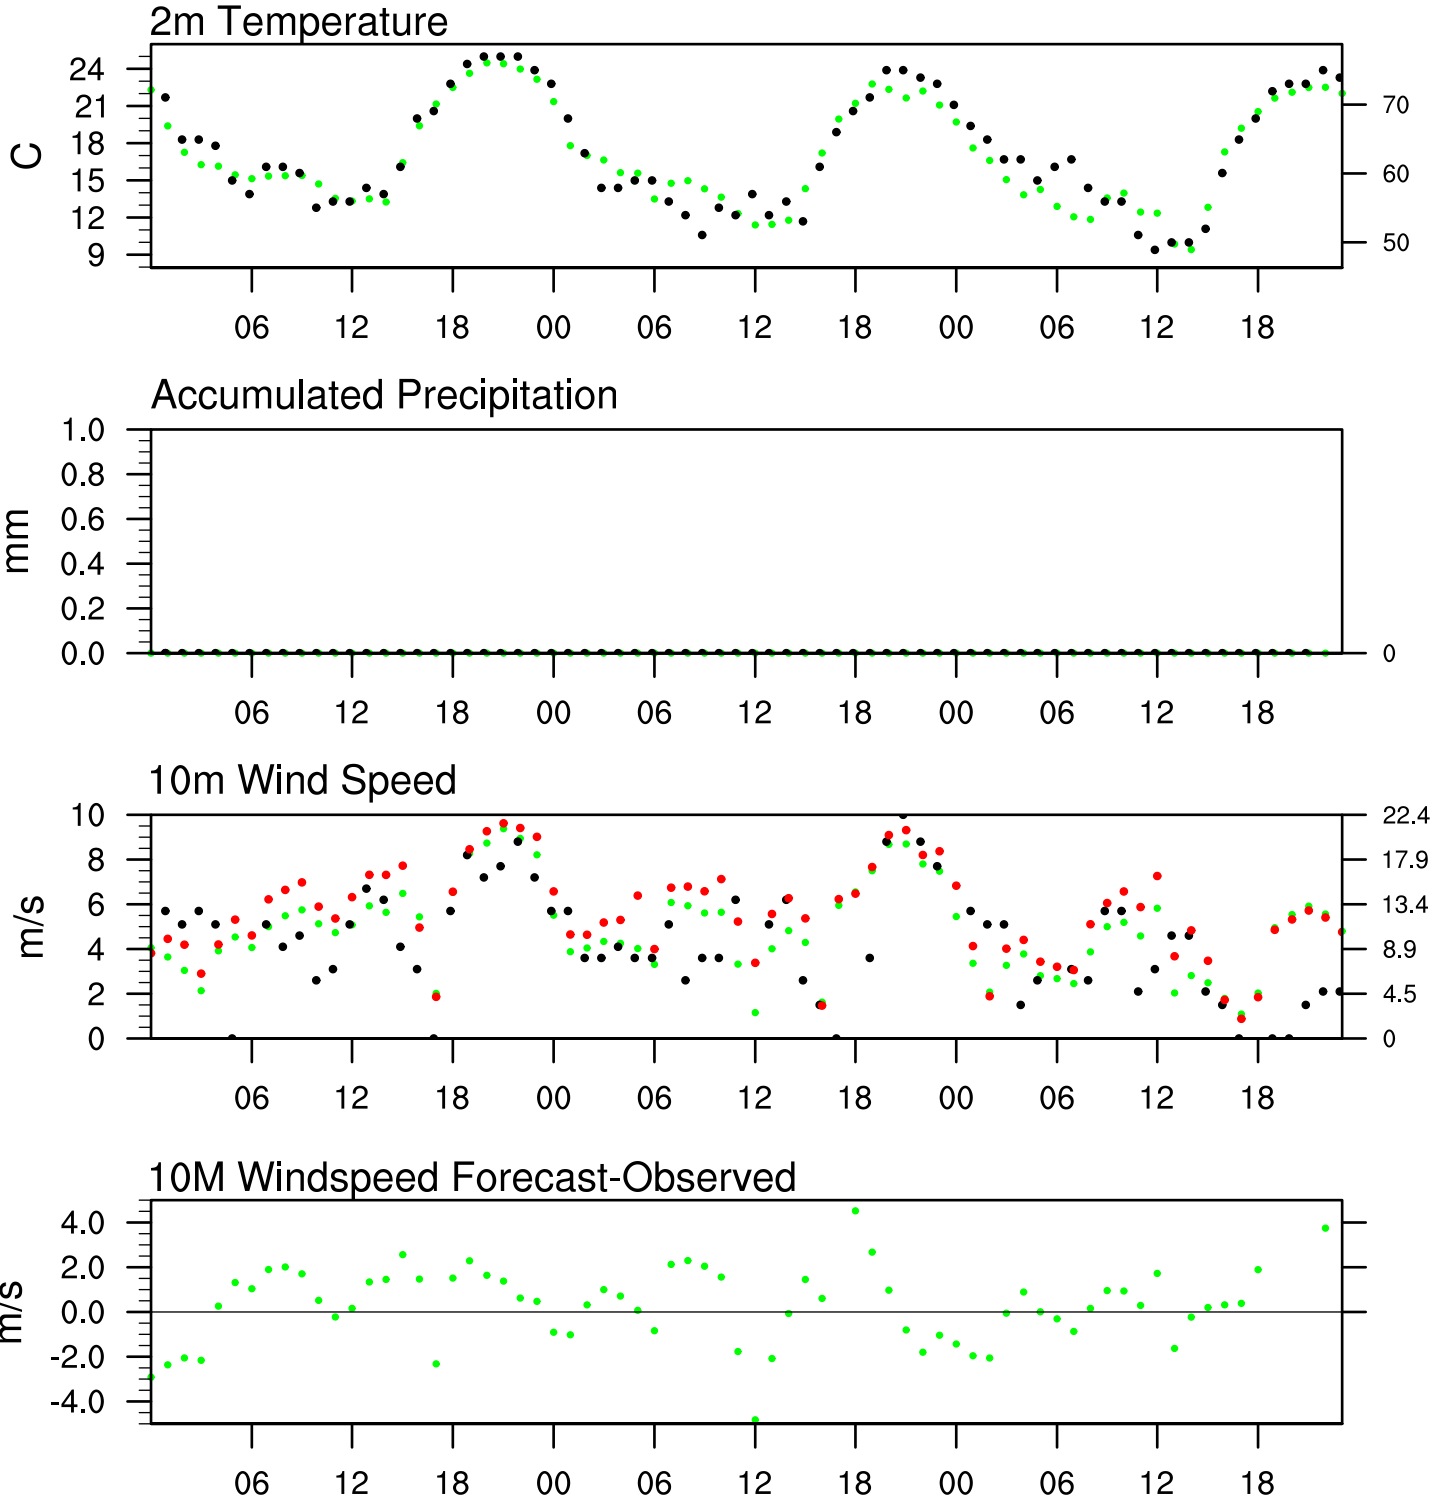 2m Temperature
C
24
21
18
15
12
9
70
60
50
06 12 18 00 06 12 18 00 06 12 18
Accumulated Precipitation
mm
1.0
0.8
0.6
0.4
0.2
0.0
0
06 12 18 00 06 12 18 00 06 12 18
10m Wind Speed
m/s
10
8
6
4
2
0
22.4
17.9
13.4
8.9
4.5
0
06 12 18 00 06 12 18 00 06 12 18
10M Windspeed Forecast-Observed
m/s
4.0
2.0
0.0
-2.0
-4.0
06 12 18 00 06 12 18 00 06 12 18